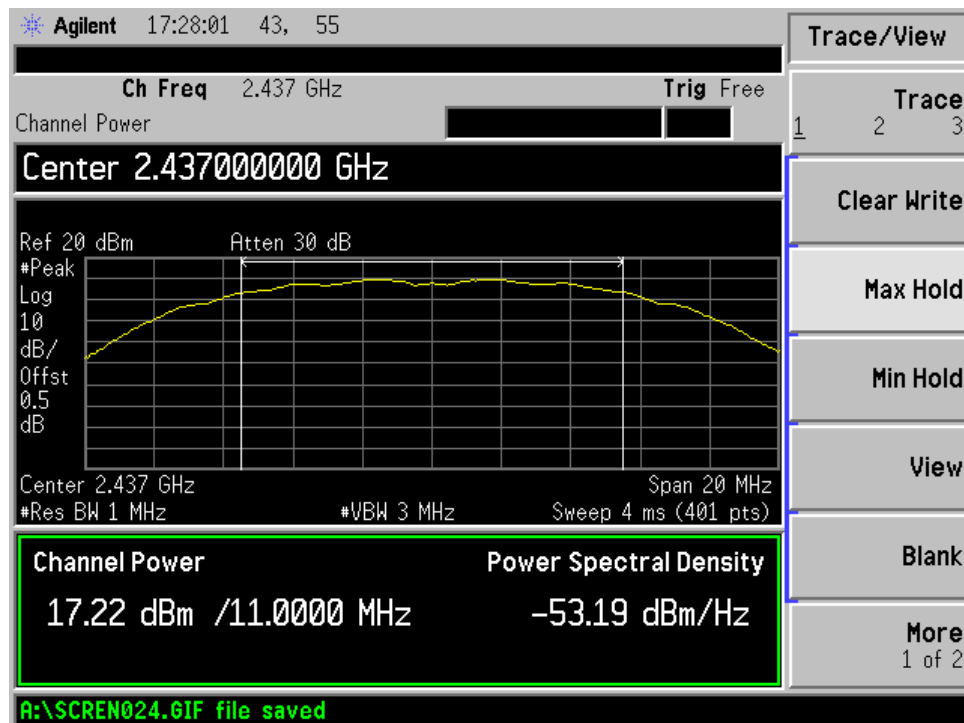 Agilent 17:28:01 43, 55
Trace/View
Ch Freq 2.437 GHz Trig Free
Channel Power
Center 2.437000000 GHz
Ref 20 dBm Atten 30 dB
#Peak
Log
10
dB/
Offst
0.5
dB
Center 2.437 GHz Span 20 MHz
#Res BW 1 MHz #VBW 3 MHz Sweep 4 ms (401 pts)
Channel Power Power Spectral Density
17.22 dBm /11.0000 MHz -53.19 dBm/Hz
A:\SCREN024.GIF file saved
Trace
1 2 3
Clear Write
Max Hold
Min Hold
View
Blank
More
1 of 2